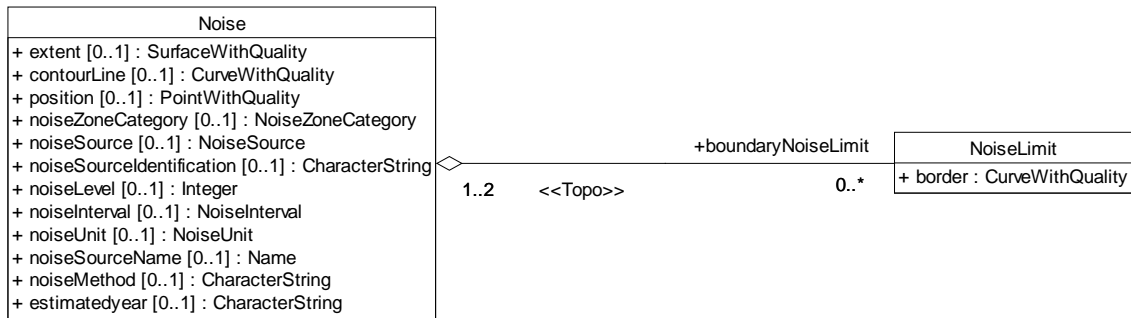 Noise
+ extent [0..1] : SurfaceWithQuality
+ contourLine [0..1] : CurveWithQuality
+ position [0..1] : PointWithQuality
+ noiseZoneCategory [0..1] : NoiseZoneCategory
+ noiseSource [0..1] : NoiseSource
+ noiseSourceIdentification [0..1] : CharacterString
+ noiseLevel [0..1] : Integer
+ noiseInterval [0..1] : NoiseInterval
+ noiseUnit [0..1] : NoiseUnit
+ noiseSourceName [0..1] : Name
+ noiseMethod [0..1] : CharacterString
+ estimatedyear [0..1] : CharacterString
+boundaryNoiseLimit
1..2 <<Topo>> 0..*
NoiseLimit
+ border : CurveWithQuality